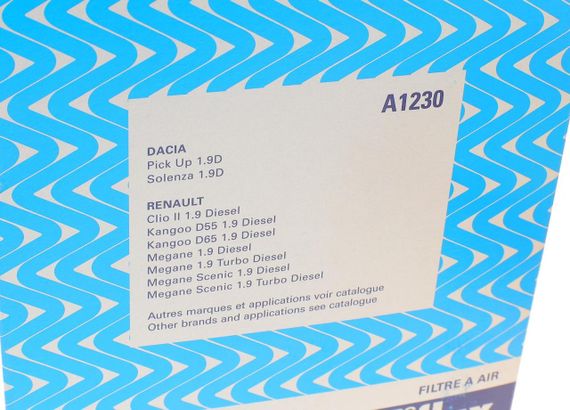 A1230
DACIA
Pick Up 1.9D
Solenza 1.9D
RENAULT
Clio II 1.9 Diesel
Kangoo D55 1.9 Diesel
Kangoo D65 1.9 Diesel
Megane 1.9 Diesel
Megane 1.9 Turbo Diesel
Megane Scenic 1.9 Diesel
Megane Scenic 1.9 Turbo Diesel
Autres marques et applications voir catalogue
Other brands and applications see catalogue
FILTRE A AIR